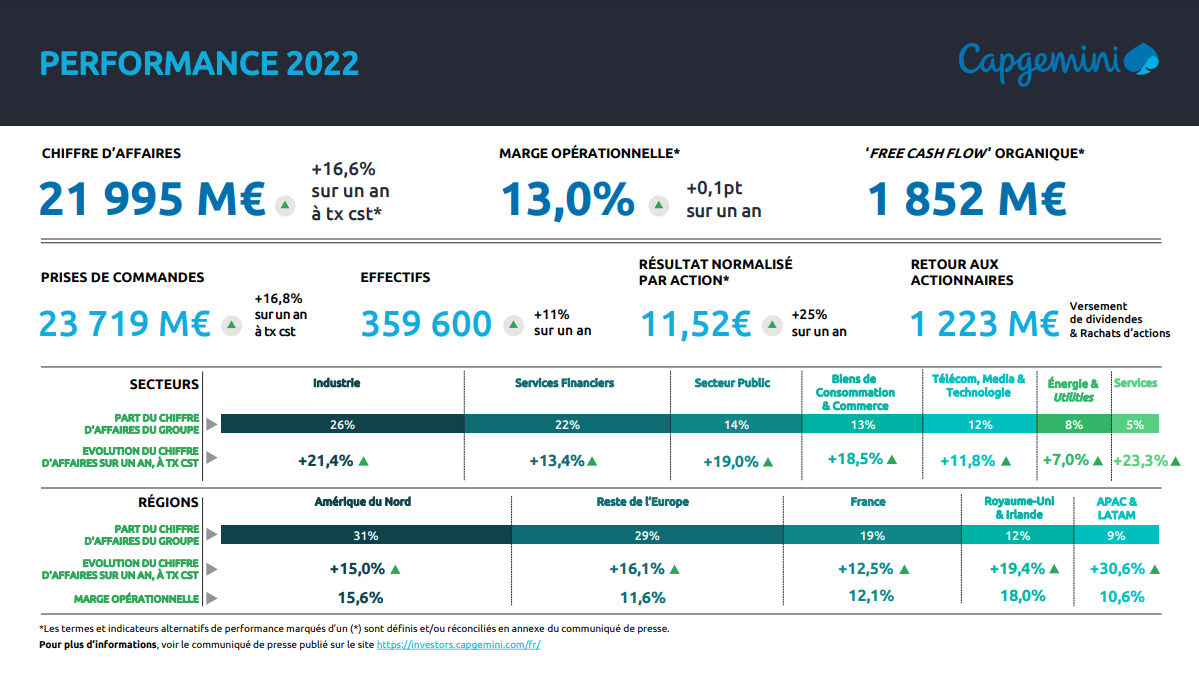 PERFORMANCE 2022
Capgemini
CHIFFRE D'AFFAIRES
21 995 M€
+16,6%
sur un an
à tx cst*
MARGE OPÉRATIONNELLE*
13,0%
+0,1pt
sur un an
'FREE CASH FLOW' ORGANIQUE*
1 852 M€
PRISES DE COMMANDES
23 719 M€
+16,8%
sur un an
à tx cst
EFFECTIFS
359 600
+11%
sur un an
RÉSULTAT NORMALISÉ
PAR ACTION*
11,52€
+25%
sur un an
RETOUR AUX
ACTIONNAIRES
1 223 M€
Versement
de dividendes
& Rachats d'actions
SECTEURS
Industrie
Services Financiers
Secteur Public
Biens de
Consommation
& Commerce
Télécom, Media &
Technologie
Énergie &
Utilities
Services
PART DU CHIFFRE
D'AFFAIRES DU GROUPE
26%
22%
14%
13%
12%
8%
5%
EVOLUTION DU CHIFFRE
D'AFFAIRES SUR UN AN, À TX CST
+21,4%
+13,4%
+19,0%
+18,5%
+11,8%
+7,0%
+23,3%
RÉGIONS
Amérique du Nord
Reste de l'Europe
France
Royaume-Uni
& Irlande
APAC &
LATAM
PART DU CHIFFRE
D'AFFAIRES DU GROUPE
31%
29%
19%
12%
9%
EVOLUTION DU CHIFFRE
D'AFFAIRES SUR UN AN, À TX CST
+15,0%
+16,1%
+12,5%
+19,4%
+30,6%
MARGE OPÉRATIONNELLE
15,6%
11,6%
12,1%
18,0%
10,6%
*Les termes et indicateurs alternatifs de performance marqués d'un (*) sont définis et/ou réconciliés en annexe du communiqué de presse.
Pour plus d'informations, voir le communiqué de presse publié sur le site https://investors.capgemini.com/fr/